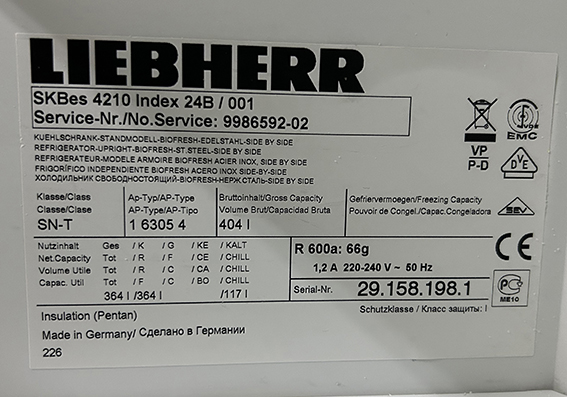 LIEBHERR
SKBes 4210 Index 24B / 001
Service-Nr./No.Service: 9986592-02
KUEHLSCHRANK-STANDMODELL-BIOFRESH-EDELSTAHL-SIDE BY SIDE
REFRIGERATOR-UPRIGHT-BIOFRESH-ST.STEEL-SIDE BY SIDE
REFRIGERATEUR-MODELE ARMOIRE BIOFRESH ACIER INOX, SIDE BY SIDE
FRIGORÍFICO INDEPENDIENTE BIOFRESH ACERO INOX SIDE-BY-SIDE
ХОЛОДИЛЬНИК СВОБОДНОСТОЯЩИЙ-BIOFRESH-НЕРЖ.СТАЛЬ-SIDE BY SIDE
VP
P-D
EMC
VDE
Klasse/Class Ap-Typ/AP-Type Bruttoinhalt/Gross Capacity Gefriervermoegen/Freezing Capacity
Classe/Clase AP-Type/AP-Tipo Volume Brut/Capacidad Bruta Pouvoir de Congel./Capac.Congeladora
SN-T 1 6305 4 404 l
SEV
Nutzinhalt Ges / K / G / KE / KALT
Net.Capacity Tot / R / F / CE / CHILL
Volume Utile Tot / R / C / CA / CHILL
Capac. Util Tot / F / C / BO / CHILL
364 l /364 l /117 l
R 600a: 66g
1,2 A 220-240 V ~ 50 Hz
CE
Serial-Nr. 29.158.198.1
ME10
Schutzklasse / Класс защиты: I
Insulation (Pentan)
Made in Germany/ Сделано в Германии
226